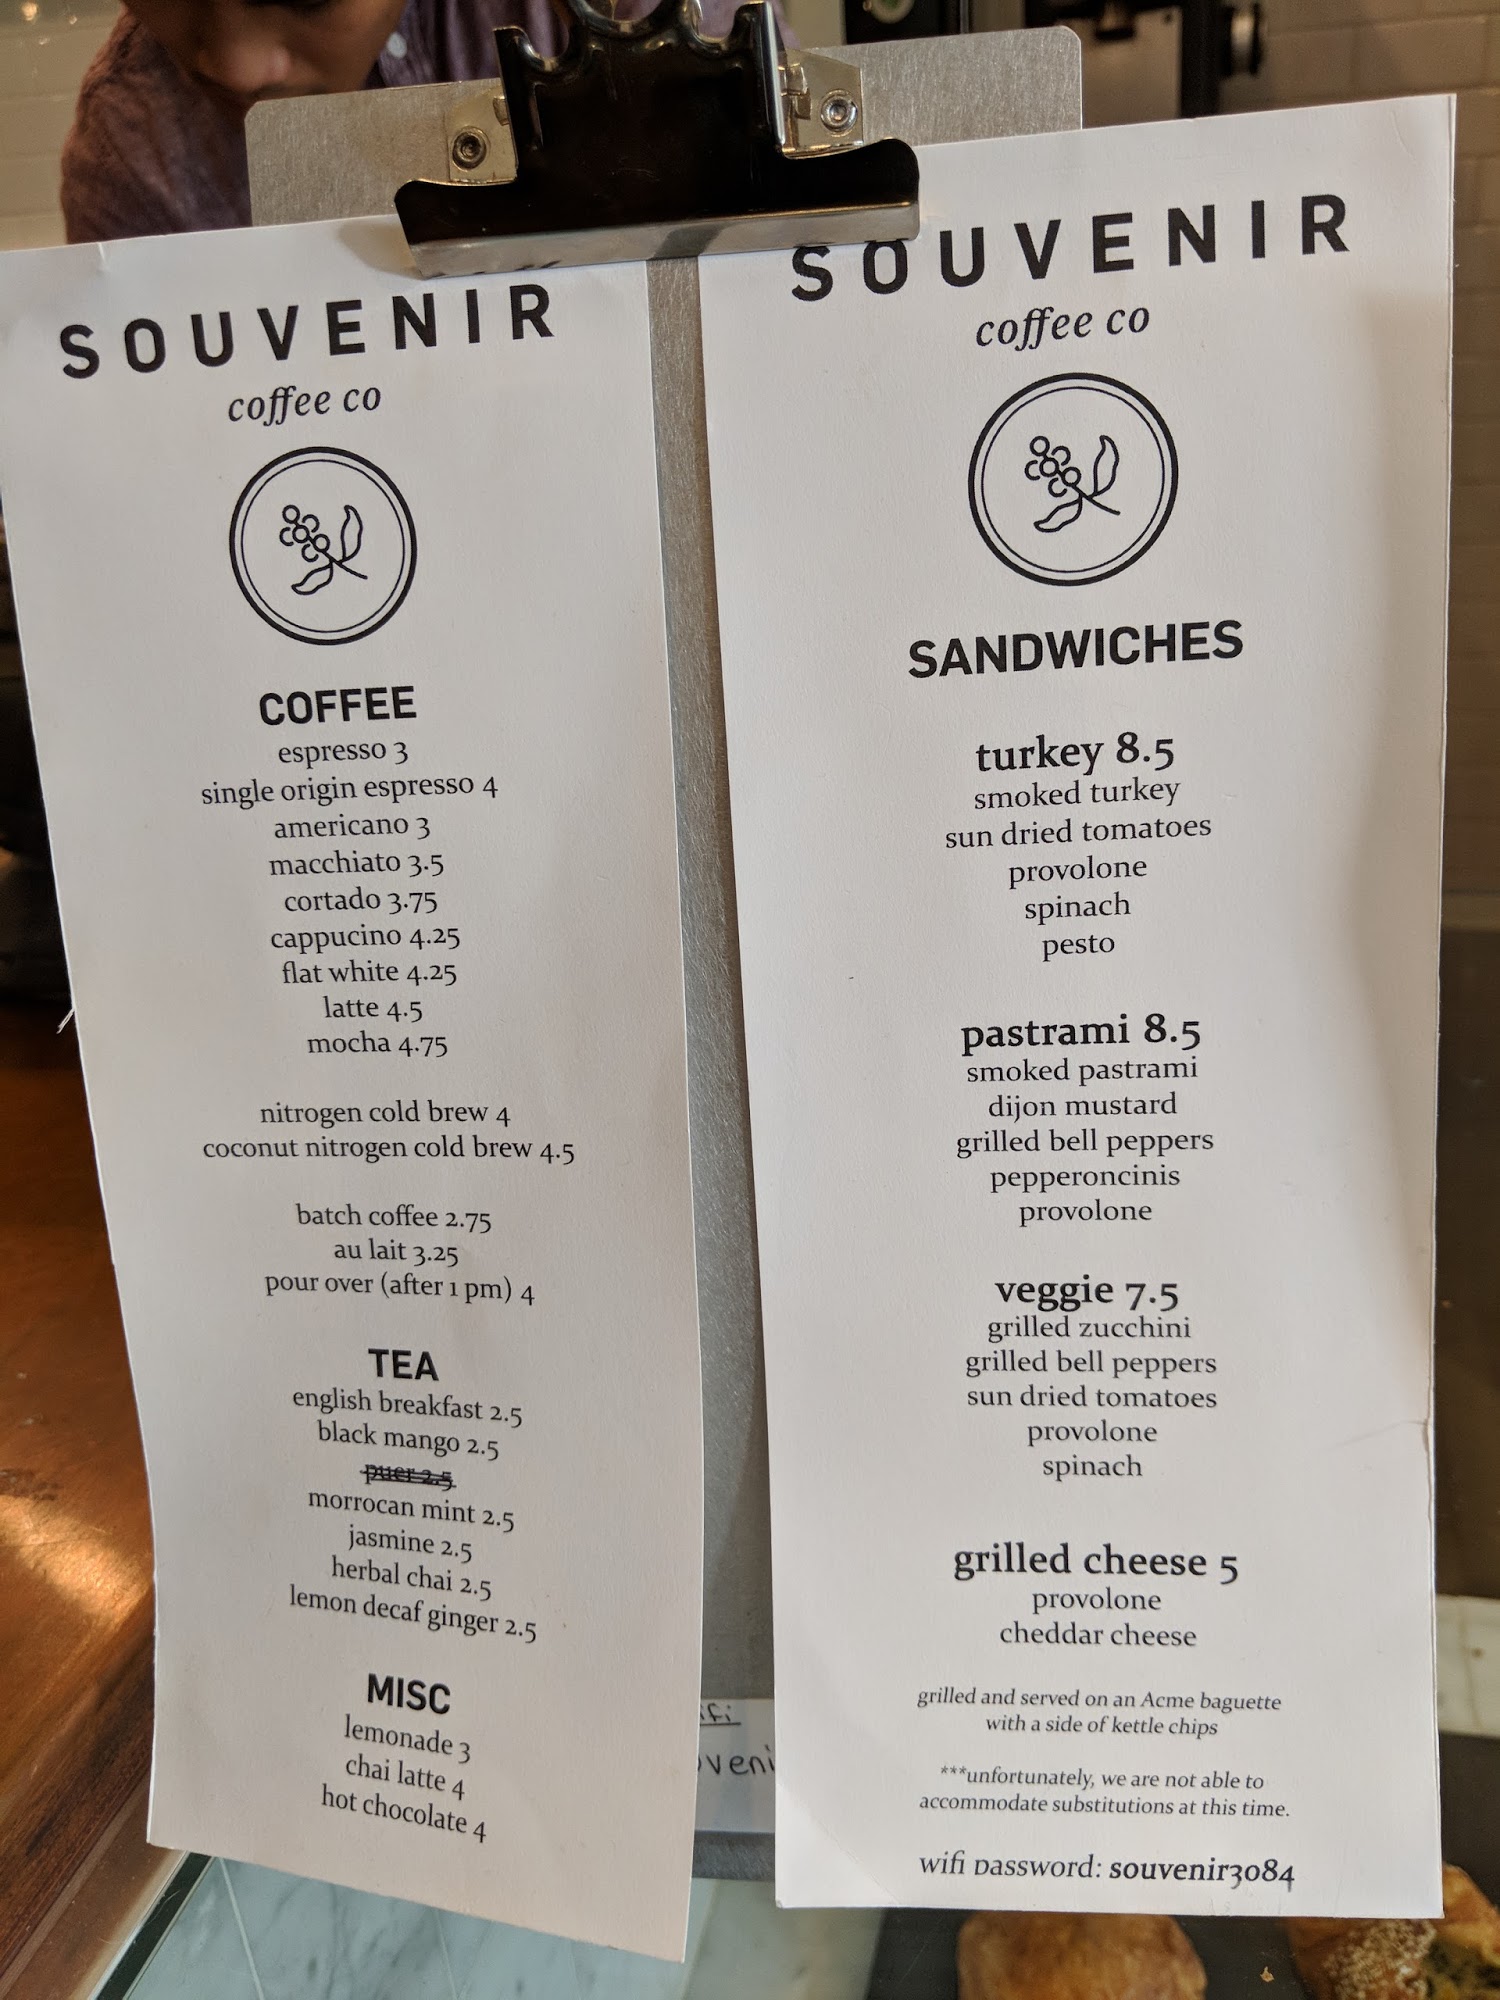 SOUVENIR
coffee co
COFFEE
espresso 3
single origin espresso 4
americano 3
macchiato 3.5
cortado 3.75
cappucino 4.25
flat white 4.25
latte 4.5
mocha 4.75
nitrogen cold brew 4
coconut nitrogen cold brew 4.5
batch coffee 2.75
au lait 3.25
pour over (after 1 pm) 4
TEA
english breakfast 2.5
black mango 2.5
puer 2.5
morrocan mint 2.5
jasmine 2.5
herbal chai 2.5
lemon decaf ginger 2.5
MISC
lemonade 3
chai latte 4
hot chocolate 4
SOUVENIR
coffee co
SANDWICHES
turkey 8.5
smoked turkey
sun dried tomatoes
provolone
spinach
pesto
pastrami 8.5
smoked pastrami
dijon mustard
grilled bell peppers
pepperoncinis
provolone
veggie 7.5
grilled zucchini
grilled bell peppers
sun dried tomatoes
provolone
spinach
grilled cheese 5
provolone
cheddar cheese
grilled and served on an Acme baguette
with a side of kettle chips
***unfortunately, we are not able to
accommodate substitutions at this time.
wifi password: souvenir3084